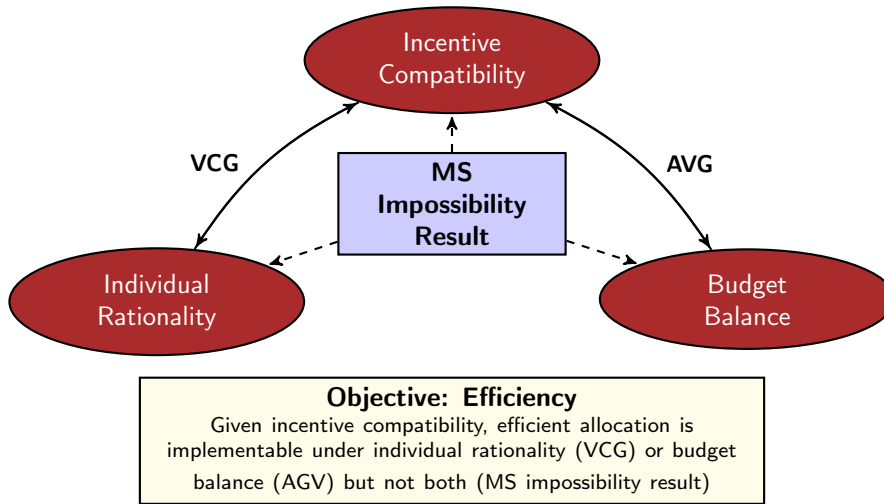 Incentive
Compatibility
VCG
AVG
MS
Impossibility
Result
Individual
Rationality
Budget
Balance
Objective: Efficiency
Given incentive compatibility, efficient allocation is
implementable under individual rationality (VCG) or budget
balance (AGV) but not both (MS impossibility result)